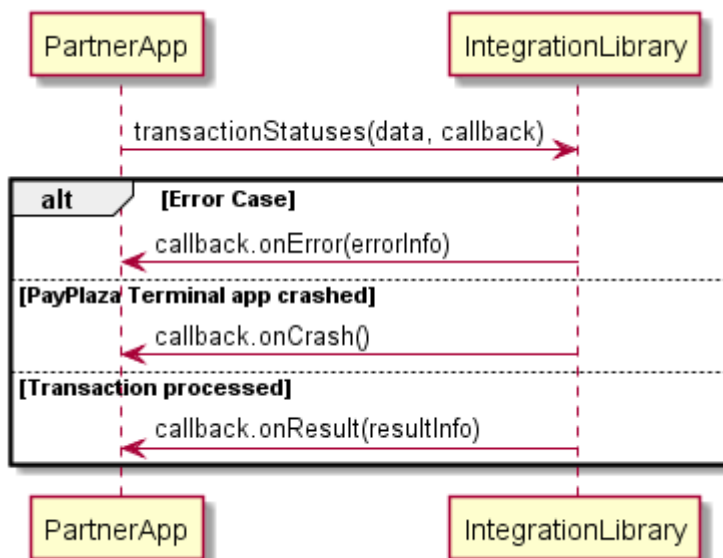 PartnerApp
IntegrationLibrary
transactionStatuses(data, callback)
alt
[Error Case]
callback.onError(errorInfo)
[PayPlaza Terminal app crashed]
callback.onCrash()
[Transaction processed]
callback.onResult(resultInfo)
PartnerApp
IntegrationLibrary